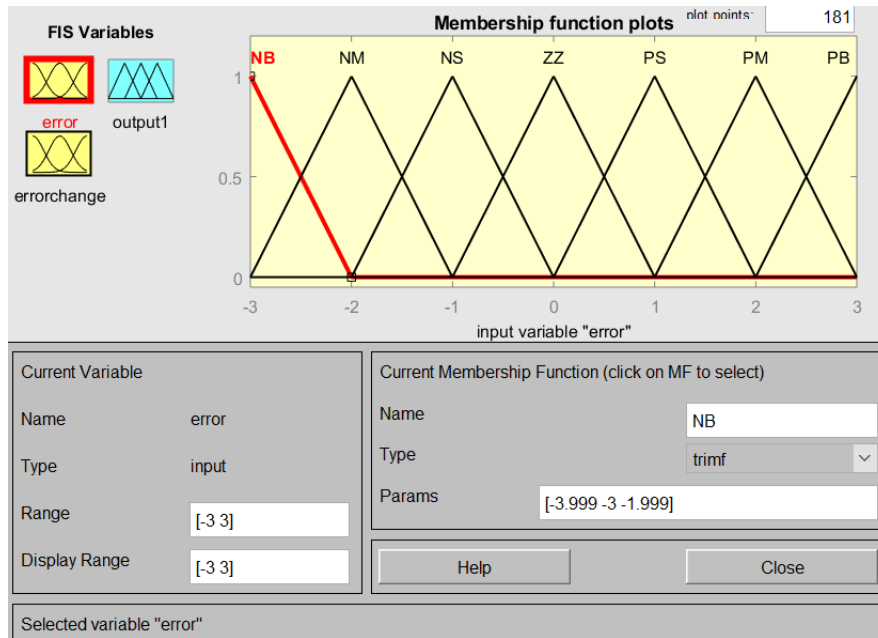 FIS Variables
Membership function plots
plot points:
181
error
output1
errorchange
NB
NM
NS
ZZ
PS
PM
PB
1
0.5
0
-3
-2
-1
0
1
2
3
input variable "error"
Current Variable
Name
error
Type
input
Range
[-3 3]
Display Range
[-3 3]
Current Membership Function (click on MF to select)
Name
NB
Type
trimf
Params
[-3.999 -3 -1.999]
Help
Close
Selected variable "error"